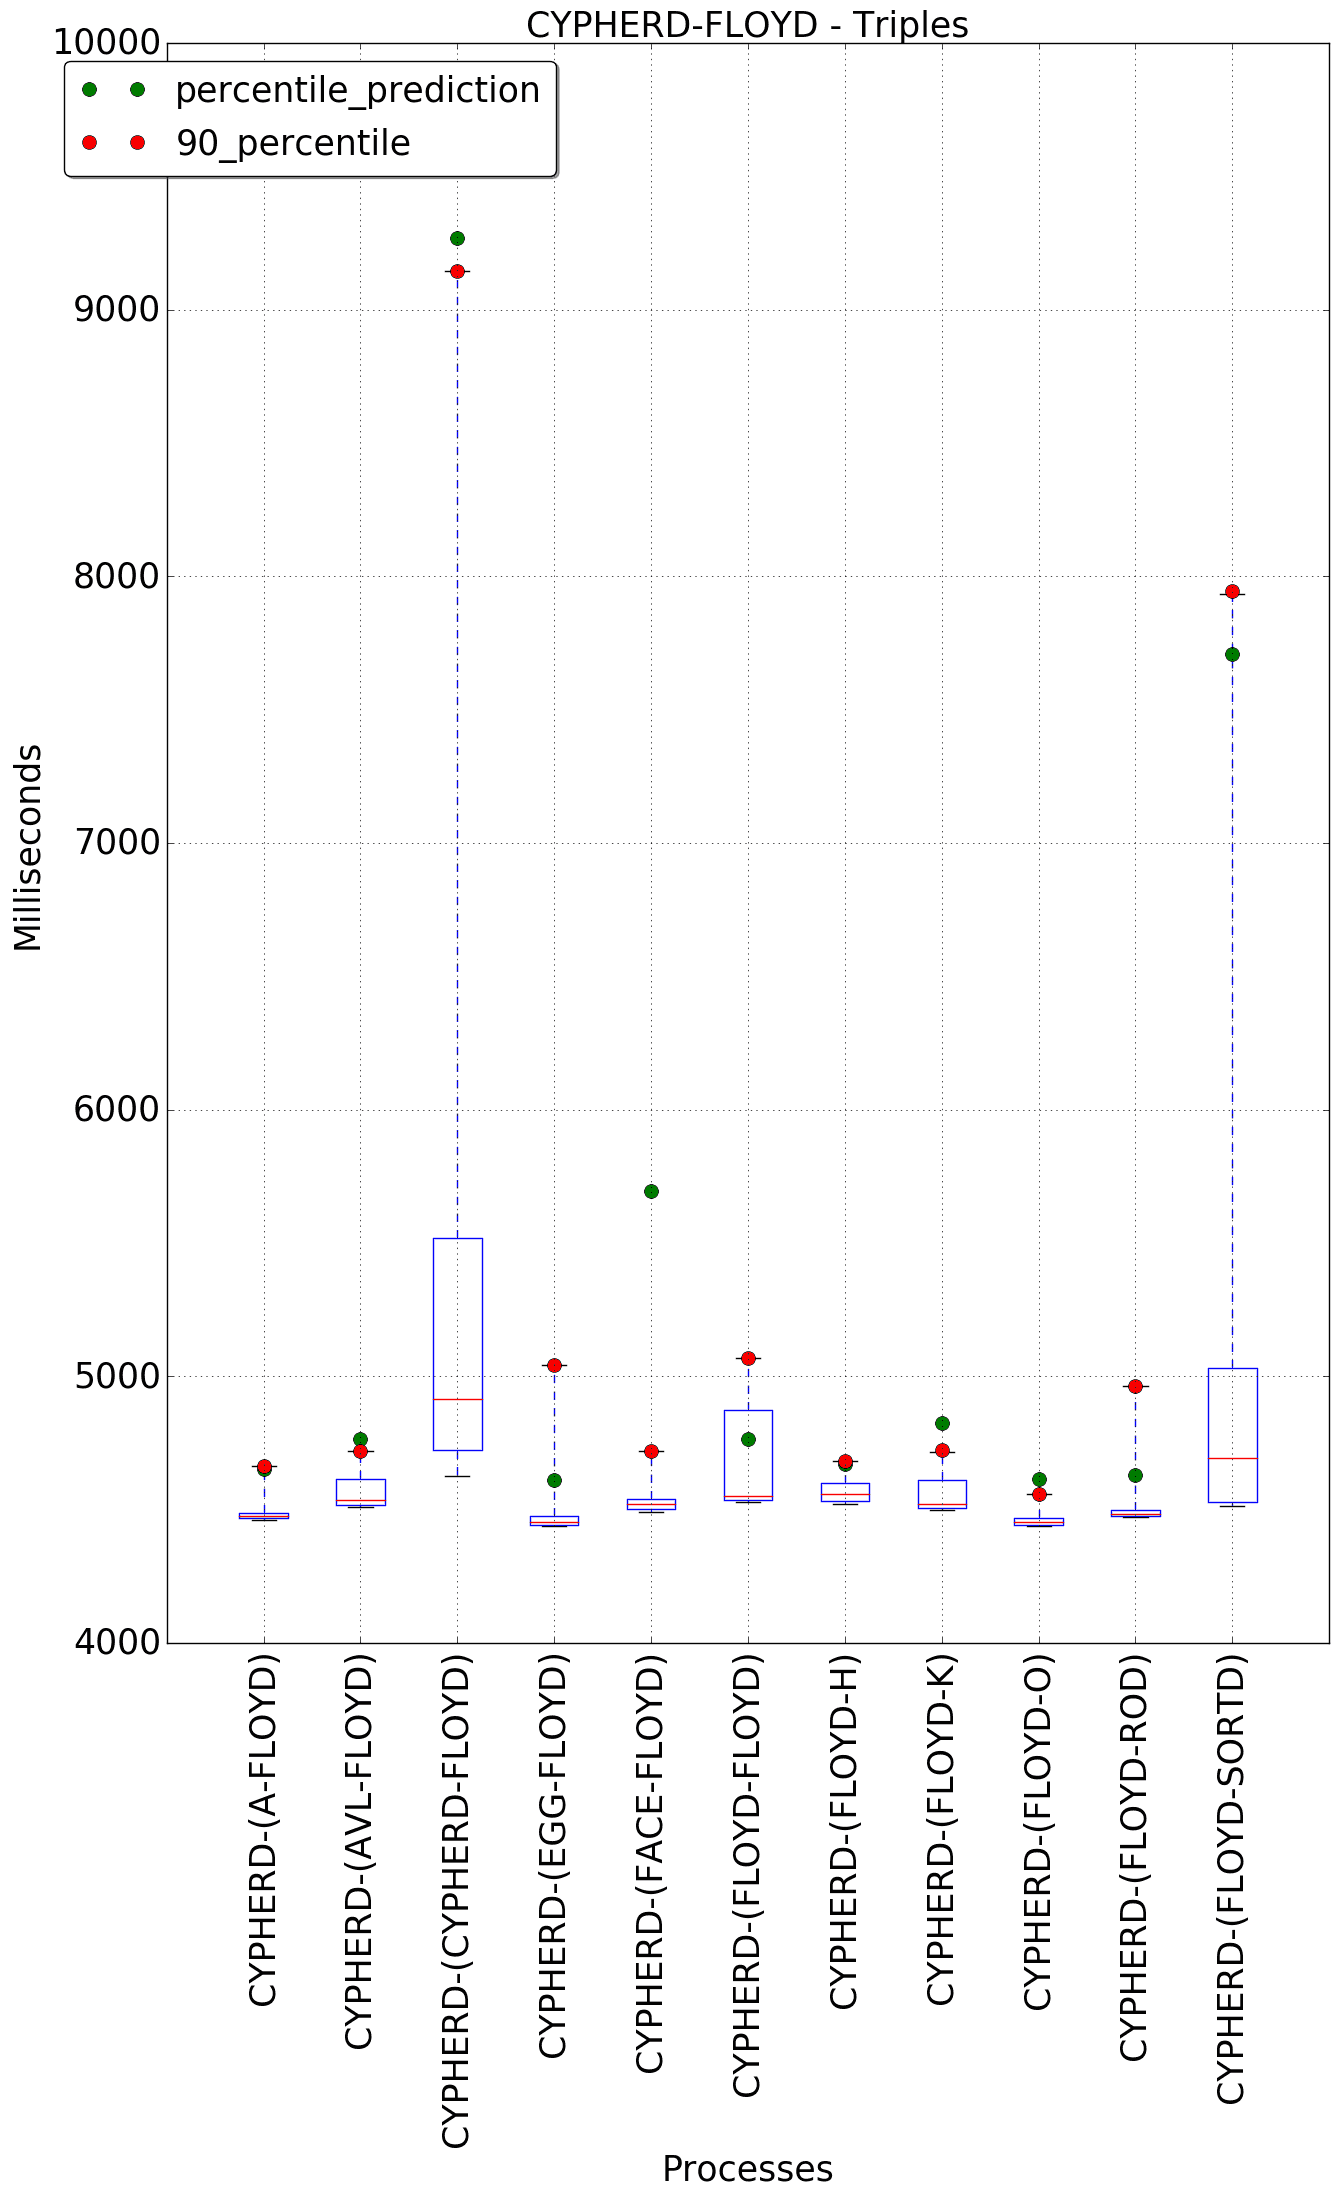 CYPHERD-FLOYD - Triples
percentile_prediction
90_percentile
10000
9000
8000
7000
6000
5000
4000
Milliseconds
CYPHERD-(A-FLOYD)
CYPHERD-(AVL-FLOYD)
CYPHERD-(CYPHERD-FLOYD)
CYPHERD-(EGG-FLOYD)
CYPHERD-(FACE-FLOYD)
CYPHERD-(FLOYD-FLOYD)
CYPHERD-(FLOYD-H)
CYPHERD-(FLOYD-K)
CYPHERD-(FLOYD-O)
CYPHERD-(FLOYD-ROD)
CYPHERD-(FLOYD-SORTD)
Processes